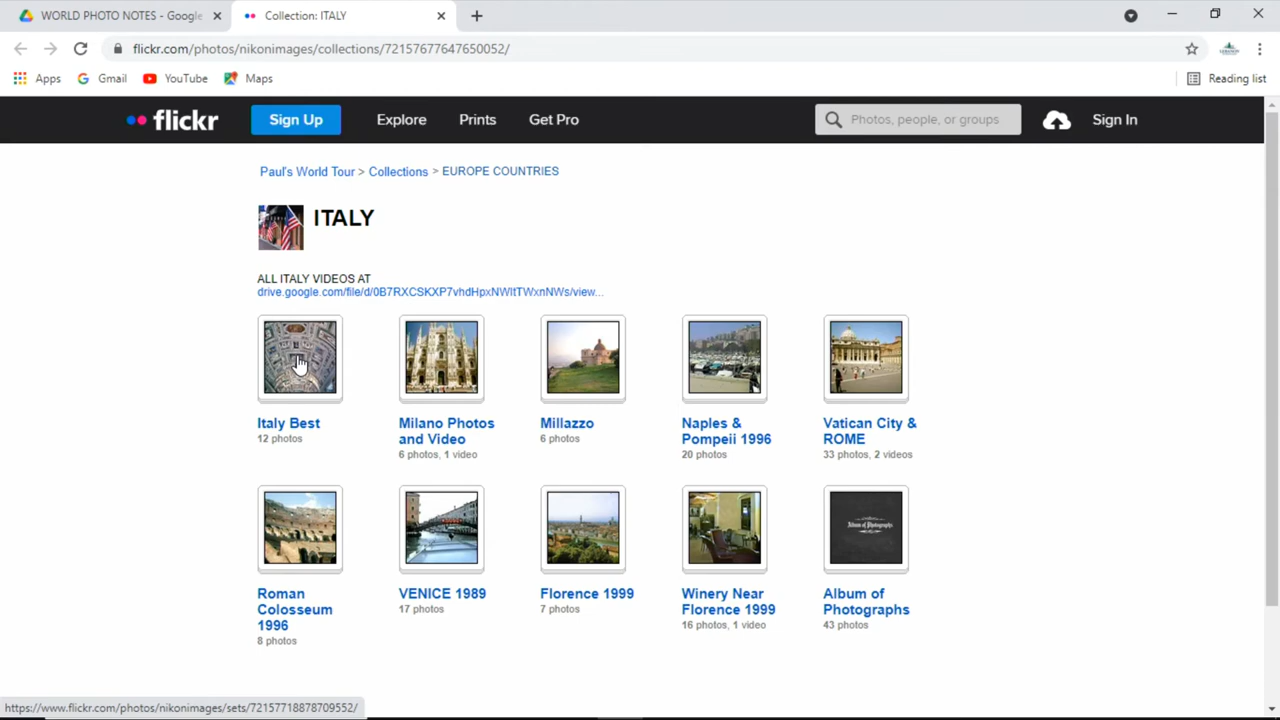 WORLD PHOTO NOTES - Google
Collection: ITALY
flickr.com/photos/nikonimages/collections/72157677647650052/
Apps Gmail YouTube Maps Reading list
flickr Sign Up Explore Prints Get Pro Photos, people, or groups Sign In
Paul's World Tour > Collections > EUROPE COUNTRIES
ITALY
ALL ITALY VIDEOS AT
drive.google.com/file/d/0B7RXCSKXP7vhdHpxNWltTWxnNWs/view...
Italy Best
12 photos
Milano Photos
and Video
6 photos, 1 video
Millazzo
6 photos
Naples &
Pompeii 1996
20 photos
Vatican City &
ROME
33 photos, 2 videos
Roman
Colosseum
1996
8 photos
VENICE 1989
17 photos
Florence 1999
7 photos
Winery Near
Florence 1999
16 photos, 1 video
Album of Photographs
Album of
Photographs
43 photos
https://www.flickr.com/photos/nikonimages/sets/72157718878709552/